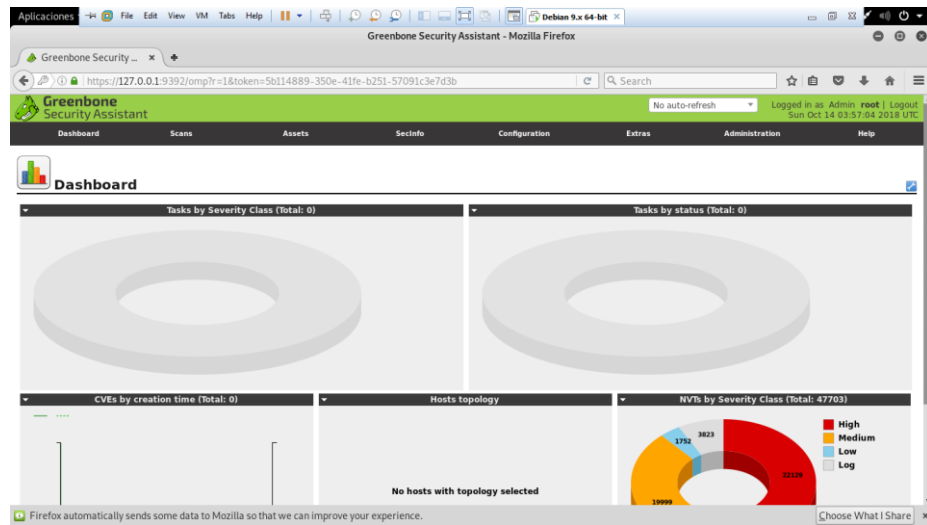 Aplicaciones File Edit View VM Tabs Help Debian 9.x 64-bit ×
Greenbone Security Assistant - Mozilla Firefox
Greenbone Security ... ×
https://127.0.0.1:9392/omp?r=1&token=5b114889-350e-41fe-b251-57091c3e7d3b Search
Greenbone
Security Assistant
No auto-refresh
Logged in as Admin root | Logout
Sun Oct 14 03:57:04 2018 UTC
Dashboard Scans Assets SecInfo Configuration Extras Administration Help
Dashboard
Tasks by Severity Class (Total: 0)
Tasks by status (Total: 0)
CVEs by creation time (Total: 0)
Hosts topology
No hosts with topology selected
NVTs by Severity Class (Total: 47703)
1752
3823
22129
19999
High
Medium
Low
Log
Firefox automatically sends some data to Mozilla so that we can improve your experience.
Choose What I Share ×